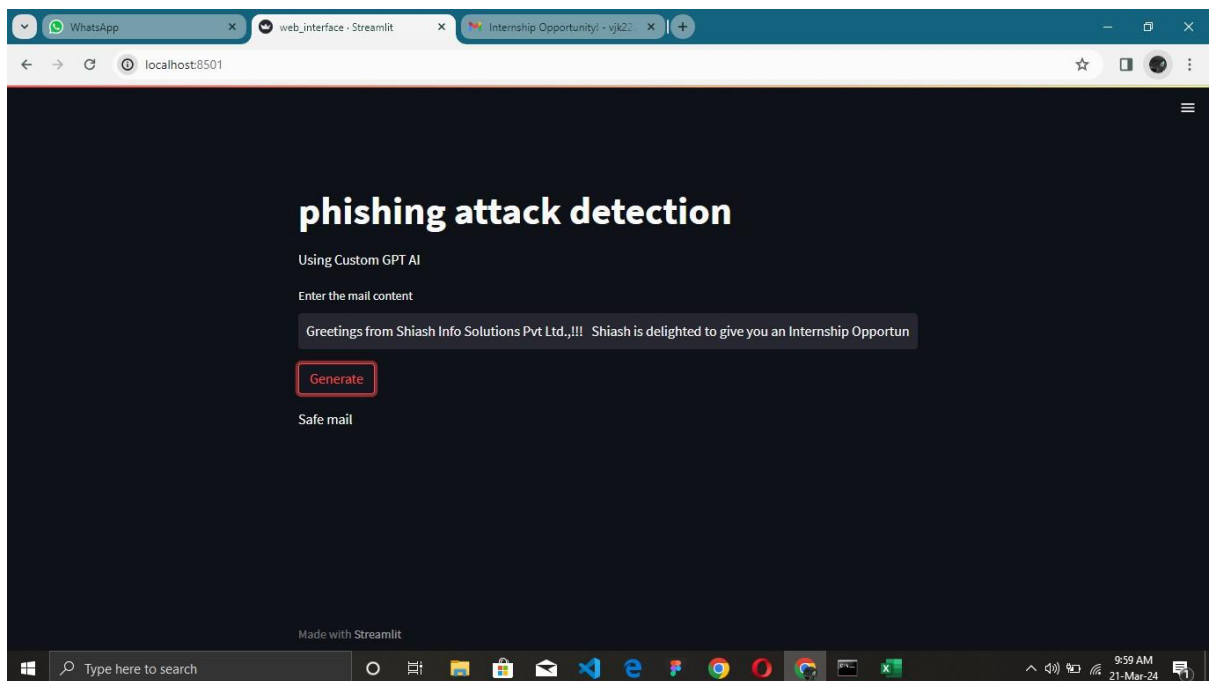 WhatsApp
web_interface · Streamlit
Internship Opportunity! - vjk22
localhost:8501
phishing attack detection
Using Custom GPT AI
Enter the mail content
Greetings from Shiash Info Solutions Pvt Ltd.,!!! Shiash is delighted to give you an Internship Opportun
Generate
Safe mail
Made with Streamlit
Type here to search
9:59 AM
21-Mar-24